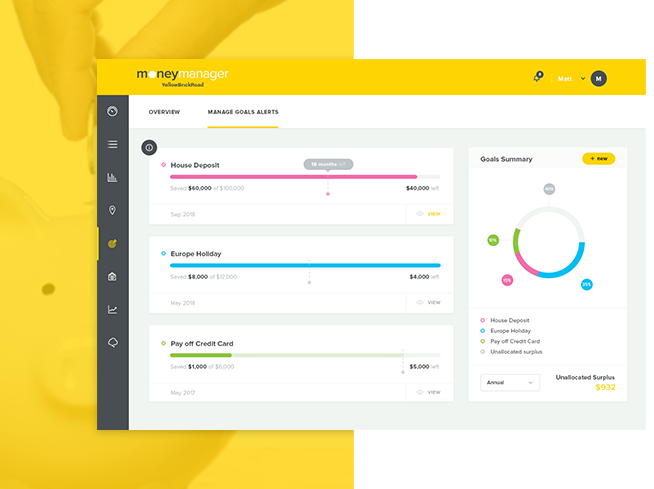 moneymanager
YellowBrickRoad
Matt
M
OVERVIEW
MANAGE GOALS ALERTS
House Deposit
18 months left
Saved $60,000 of $100,000
$40,000 left
Sep 2018
VIEW
Europe Holiday
Saved $8,000 of $12,000
$4,000 left
May 2018
VIEW
Pay off Credit Card
Saved $1,000 of $6,000
$5,000 left
May 2017
VIEW
Goals Summary
+ new
40%
10%
15%
35%
House Deposit
Europe Holiday
Pay off Credit Card
Unallocated surplus
Annual
Unallocated Surplus
$932